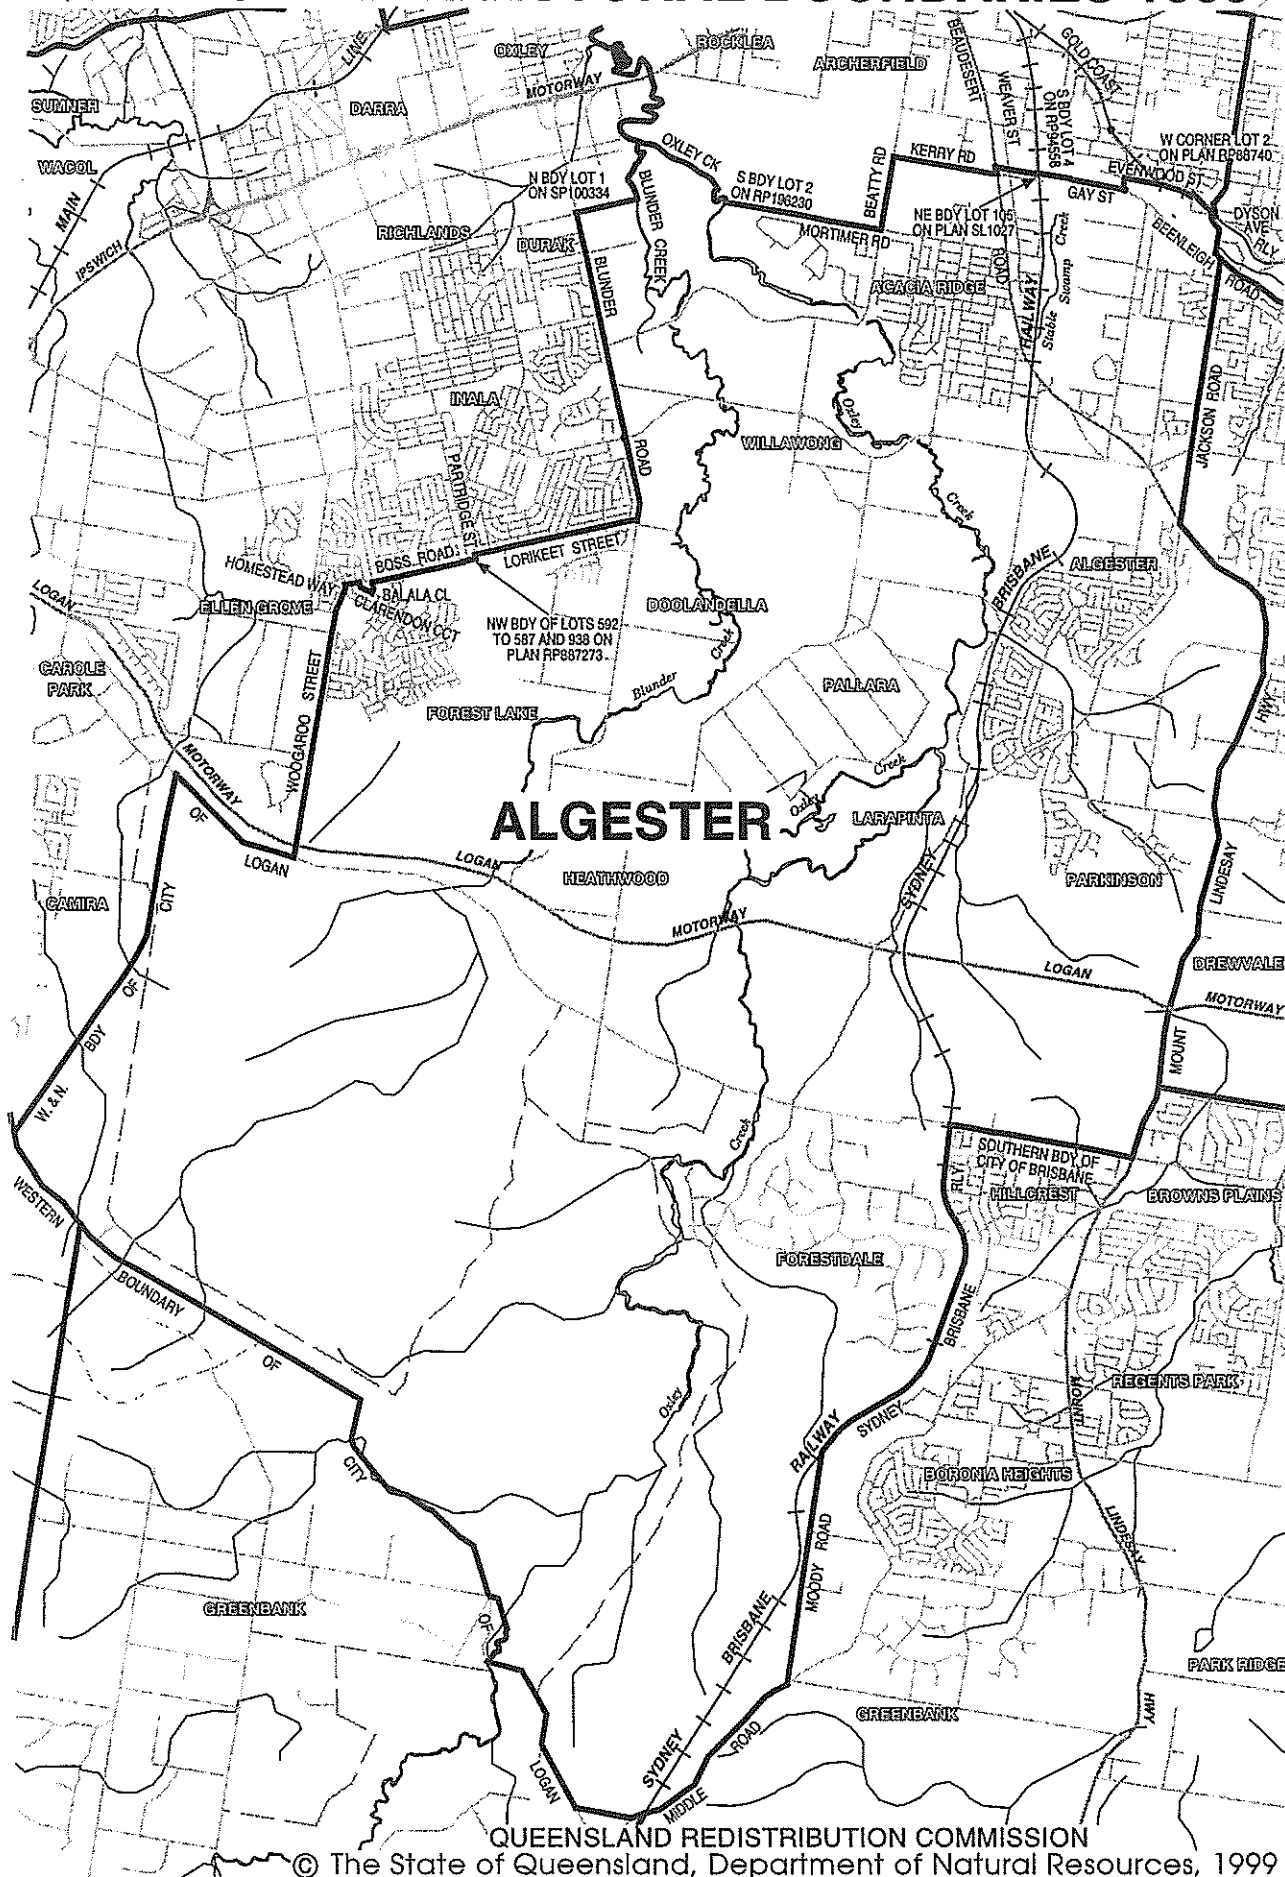 BOUNDARIES 1999
OXLEY
ROCKLEA
ARCHERFIELD
BEAUDESERT
WEAVER ST
S BDY LOT 4
ON RP94568
GOLD COAST
LINE
MOTORWAY
SUMNER
DARRA
WACOL
OXLEY CK
W CORNER LOT 2
ON PLAN RP88740
KERRY RD
EVENWOOD ST
BEATTY RD
N BDY LOT 1
ON SP100334
BLUNDER CREEK
S BDY LOT 2
ON RP196230
GAY ST
MAIN
RICHLANDS
DURAK
MORTIMER RD
NE BDY LOT 105
ON PLAN SL1027
DYSON
AVE
RLY
BEENLEIGH
ROAD
IPSWICH
BLUNDER
ACACIA RIDGE
ROAD
RAILWAY
Stable Swamp Creek
JACKSON ROAD
INALA
Oxley
WILLAWONG
ROAD
PARTRIDGE ST
Creek
BOSS ROAD
LORIKEET STREET
BRISBANE
ALGESTER
HOMESTEAD WAY
BALALA CL
CLARENDON CCT
LOGAN
ELLEN GROVE
DOOLANDELLA
NW BDY OF LOTS 592
TO 587 AND 938 ON
PLAN RP887273
Creek
CAROLE
PARK
WOOGAROO STREET
Blunder
PALLARA
FOREST LAKE
HWY
MOTORWAY
Creek
OF
Oxley
ALGESTER
LARAPINTA
LOGAN
LOGAN
HEATHWOOD
SYDNEY
PARKINSON
LINDESAY
CAMIRA
CITY
MOTORWAY
LOGAN
DREWVALE
OF
MOTORWAY
BDY
MOUNT
W. & N.
Creek
SOUTHERN BDY OF
CITY OF BRISBANE
WESTERN
RLY
HILLCREST
BROWNS PLAINS
FORESTDALE
BOUNDARY
BRISBANE
OF
REGENTS PARK
Oxley
MOUNT
SYDNEY
RAILWAY
CITY
BORONIA HEIGHTS
LINDESAY
MOODY ROAD
GREENBANK
OF
BRISBANE
PARK RIDGE
GREENBANK
HWY
ROAD
SYDNEY
LOGAN
MIDDLE
QUEENSLAND REDISTRIBUTION COMMISSION
© The State of Queensland, Department of Natural Resources, 1999